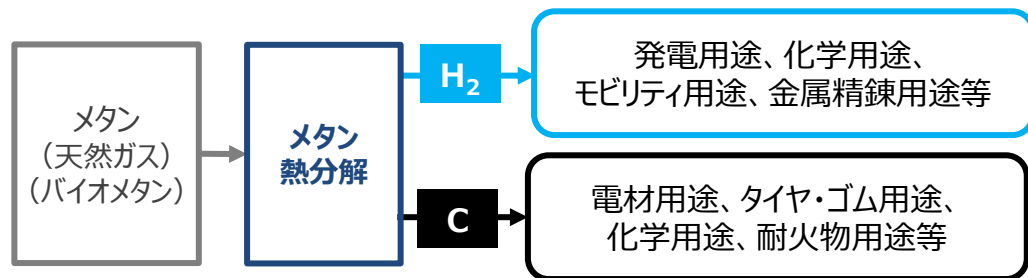 メタン
(天然ガス)
(バイオメタン)
メタン
熱分解
H₂
発電用途、化学用途、
モビリティ用途、金属精錬用途等
C
電材用途、タイヤ・ゴム用途、
化学用途、耐火物用途等